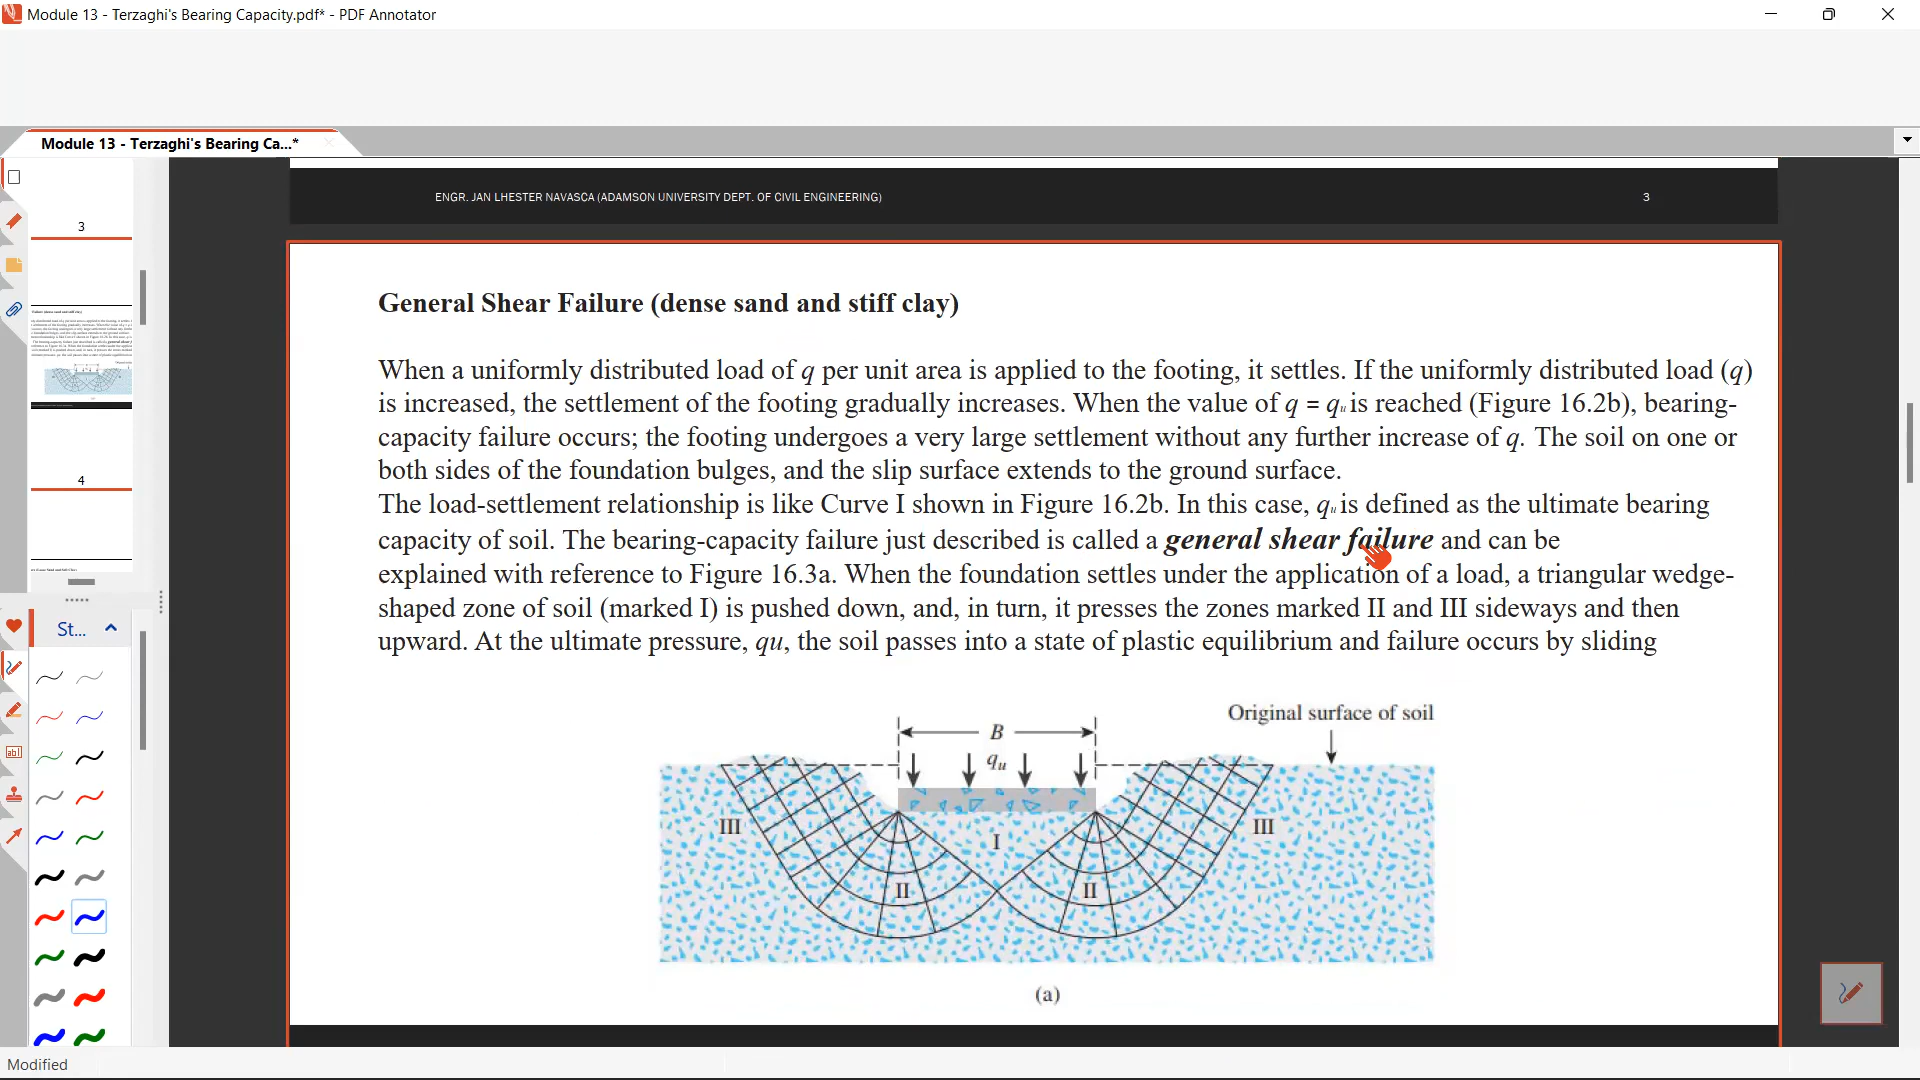 Module 13 - Terzaghi's Bearing Capacity.pdf* - PDF Annotator
Module 13 - Terzaghi's Bearing Ca...*
ENGR. JAN LHESTER NAVASCA (ADAMSON UNIVERSITY DEPT. OF CIVIL ENGINEERING)
3
3
4
St...
General Shear Failure (dense sand and stiff clay)
When a uniformly distributed load of q per unit area is applied to the footing, it settles. If the uniformly distributed load (q)
is increased, the settlement of the footing gradually increases. When the value of q = qu is reached (Figure 16.2b), bearing-
capacity failure occurs; the footing undergoes a very large settlement without any further increase of q. The soil on one or
both sides of the foundation bulges, and the slip surface extends to the ground surface.
The load-settlement relationship is like Curve I shown in Figure 16.2b. In this case, qu is defined as the ultimate bearing
capacity of soil. The bearing-capacity failure just described is called a general shear failure and can be
explained with reference to Figure 16.3a. When the foundation settles under the application of a load, a triangular wedge-
shaped zone of soil (marked I) is pushed down, and, in turn, it presses the zones marked II and III sideways and then
upward. At the ultimate pressure, qu, the soil passes into a state of plastic equilibrium and failure occurs by sliding
Original surface of soil
B
qu
III
I
III
II
II
(a)
Modified